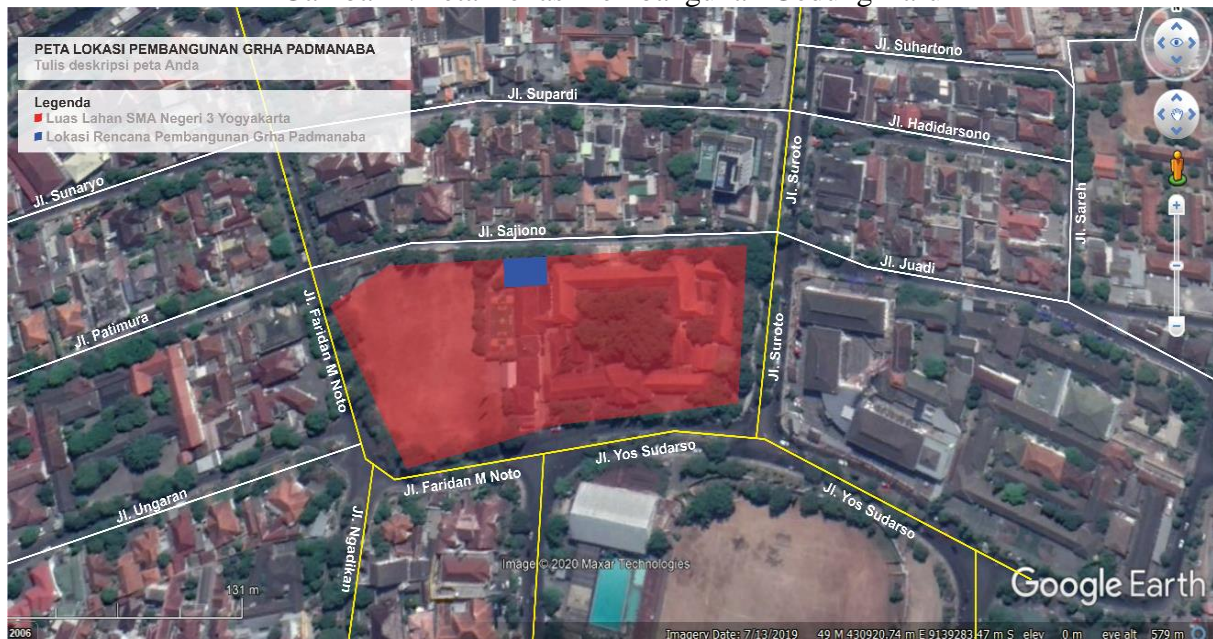 PETA LOKASI PEMBANGUNAN GRHA PADMANABA
Tulis deskripsi peta Anda
Legenda
Luas Lahan SMA Negeri 3 Yogyakarta
Lokasi Rencana Pembangunan Grha Padmanaba
Jl. Suhartono
Jl. Supardi
Jl. Hadidarsono
Jl. Suroto
Jl. Sunaryo
Jl. Sareh
Jl. Sajiono
Jl. Juadi
Jl. Patimura
Jl. Faridan M Noto
Jl. Suroto
Jl. Yos Sudarso
Jl. Faridan M Noto
Jl. Ungaran
Jl. Yos Sudarso
Jl. Ngadikan
Image © 2020 Maxar Technologies
Google Earth
131 m
2006
Imagery Date: 7/13/2019 49 M 430920.74 m E 9139283.47 m S elev 0 m eye alt 579 m